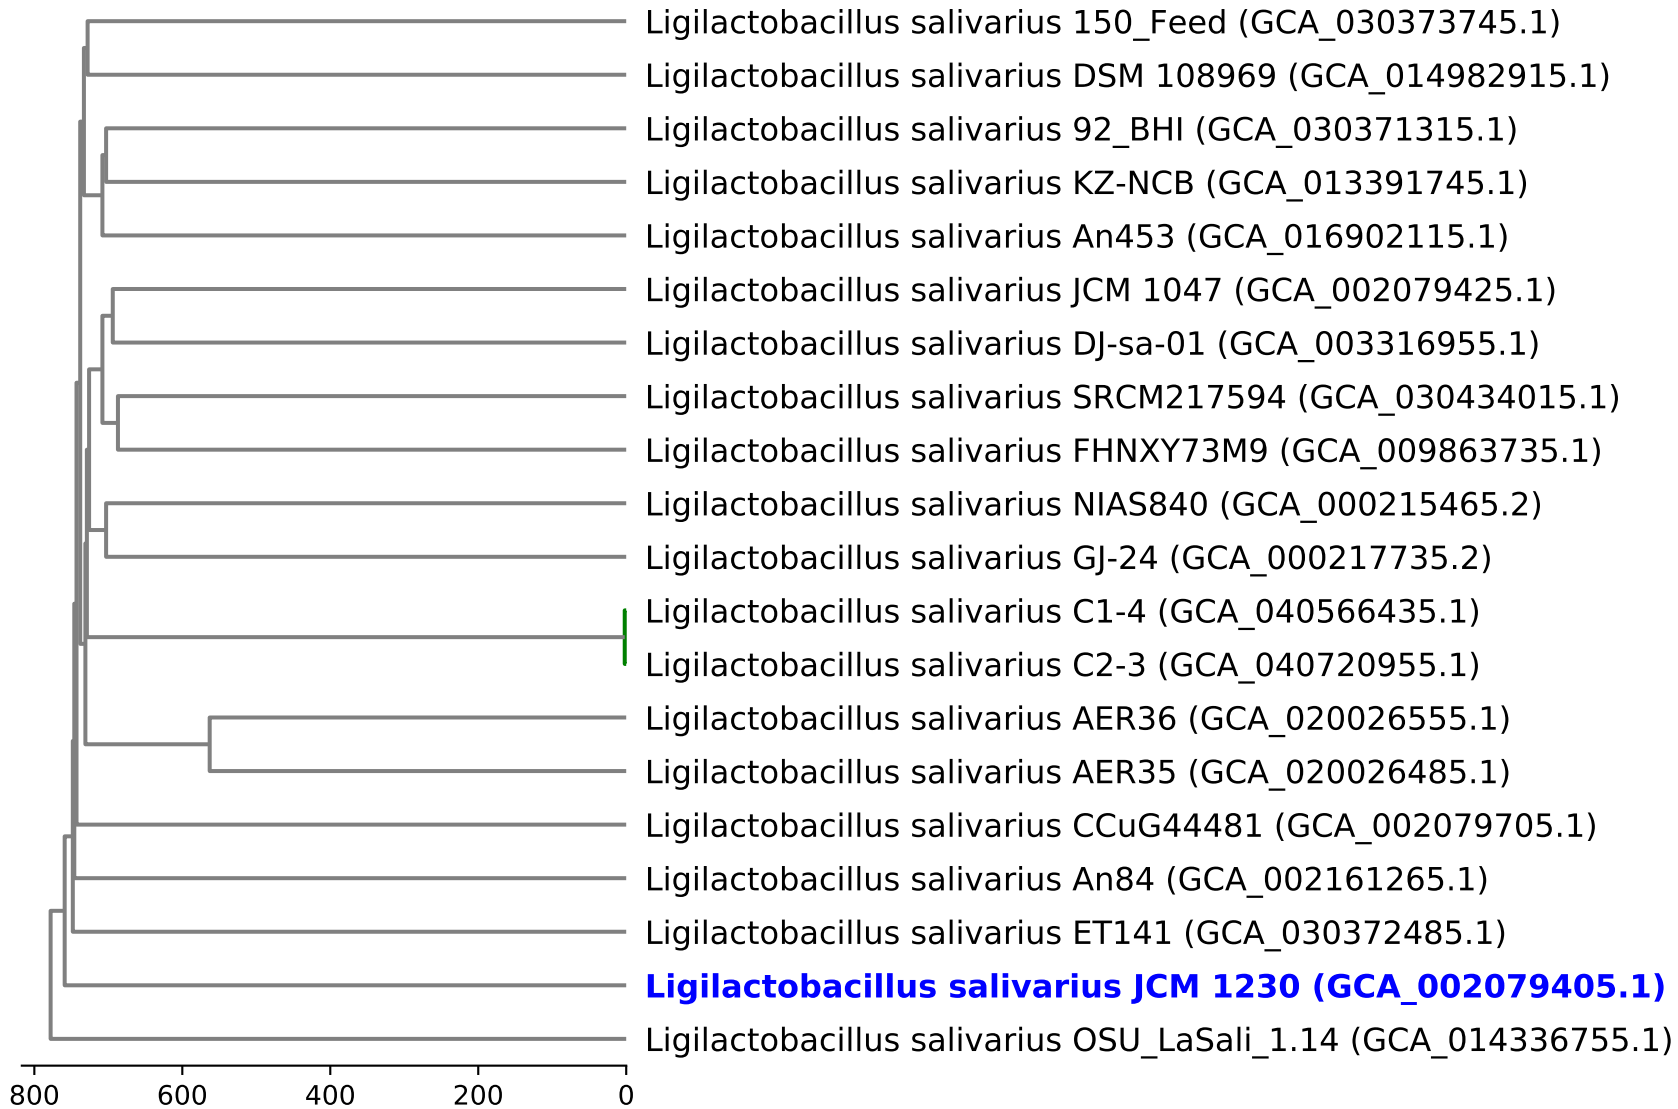 Ligilactobacillus salivarius 150_Feed (GCA_030373745.1)
Ligilactobacillus salivarius DSM 108969 (GCA_014982915.1)
Ligilactobacillus salivarius 92_BHI (GCA_030371315.1)
Ligilactobacillus salivarius KZ-NCB (GCA_013391745.1)
Ligilactobacillus salivarius An453 (GCA_016902115.1)
Ligilactobacillus salivarius JCM 1047 (GCA_002079425.1)
Ligilactobacillus salivarius DJ-sa-01 (GCA_003316955.1)
Ligilactobacillus salivarius SRCM217594 (GCA_030434015.1)
Ligilactobacillus salivarius FHNXY73M9 (GCA_009863735.1)
Ligilactobacillus salivarius NIAS840 (GCA_000215465.2)
Ligilactobacillus salivarius GJ-24 (GCA_000217735.2)
Ligilactobacillus salivarius C1-4 (GCA_040566435.1)
Ligilactobacillus salivarius C2-3 (GCA_040720955.1)
Ligilactobacillus salivarius AER36 (GCA_020026555.1)
Ligilactobacillus salivarius AER35 (GCA_020026485.1)
Ligilactobacillus salivarius CCuG44481 (GCA_002079705.1)
Ligilactobacillus salivarius An84 (GCA_002161265.1)
Ligilactobacillus salivarius ET141 (GCA_030372485.1)
Ligilactobacillus salivarius JCM 1230 (GCA_002079405.1)
Ligilactobacillus salivarius OSU_LaSali_1.14 (GCA_014336755.1)
800 600 400 200 0